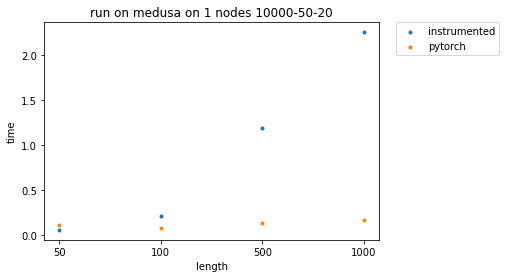 run on medusa on 1 nodes 10000-50-20
instrumented
pytorch
2.0
1.5
1.0
0.5
0.0
time
50 100 500 1000
length